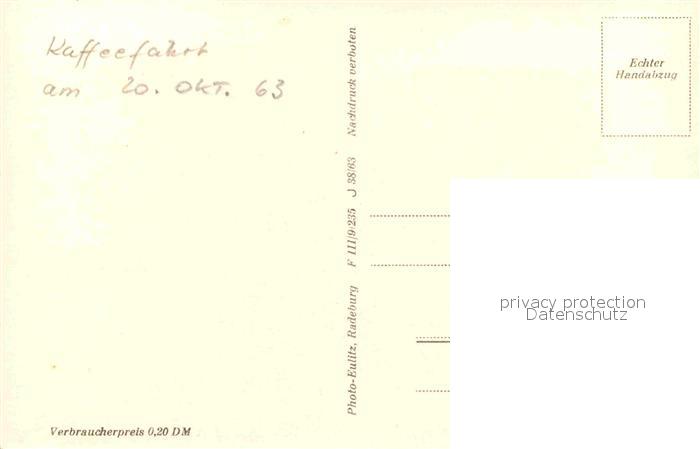 Kaffeefahrt
am 20. Okt. 63
Verbraucherpreis 0,20 DM
Photo-Eulitz, Radeburg F III/9/235 J 38/63 Nachdruck verboten
Echter
Handabzug
privacy protection
Datenschutz